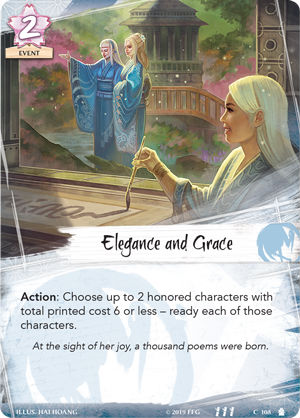 2
EVENT
Elegance and Grace
Action: Choose up to 2 honored characters with
total printed cost 6 or less – ready each of those
characters.
At the sight of her joy, a thousand poems were born.
ILLUS. HAI HOANG
© 2019 FFG
C 108